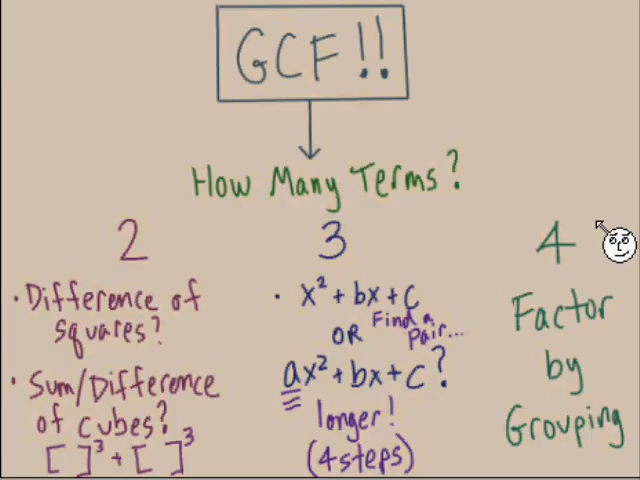 GCF!!
How Many Terms?
2
• Difference of
squares?
• Sum/Difference
of cubes?
[ ]³ + [ ]³
3
• x² + bx + c
Find a
pair...
OR
ax² + bx + c?
longer!
(4 steps)
4
Factor
by
Grouping